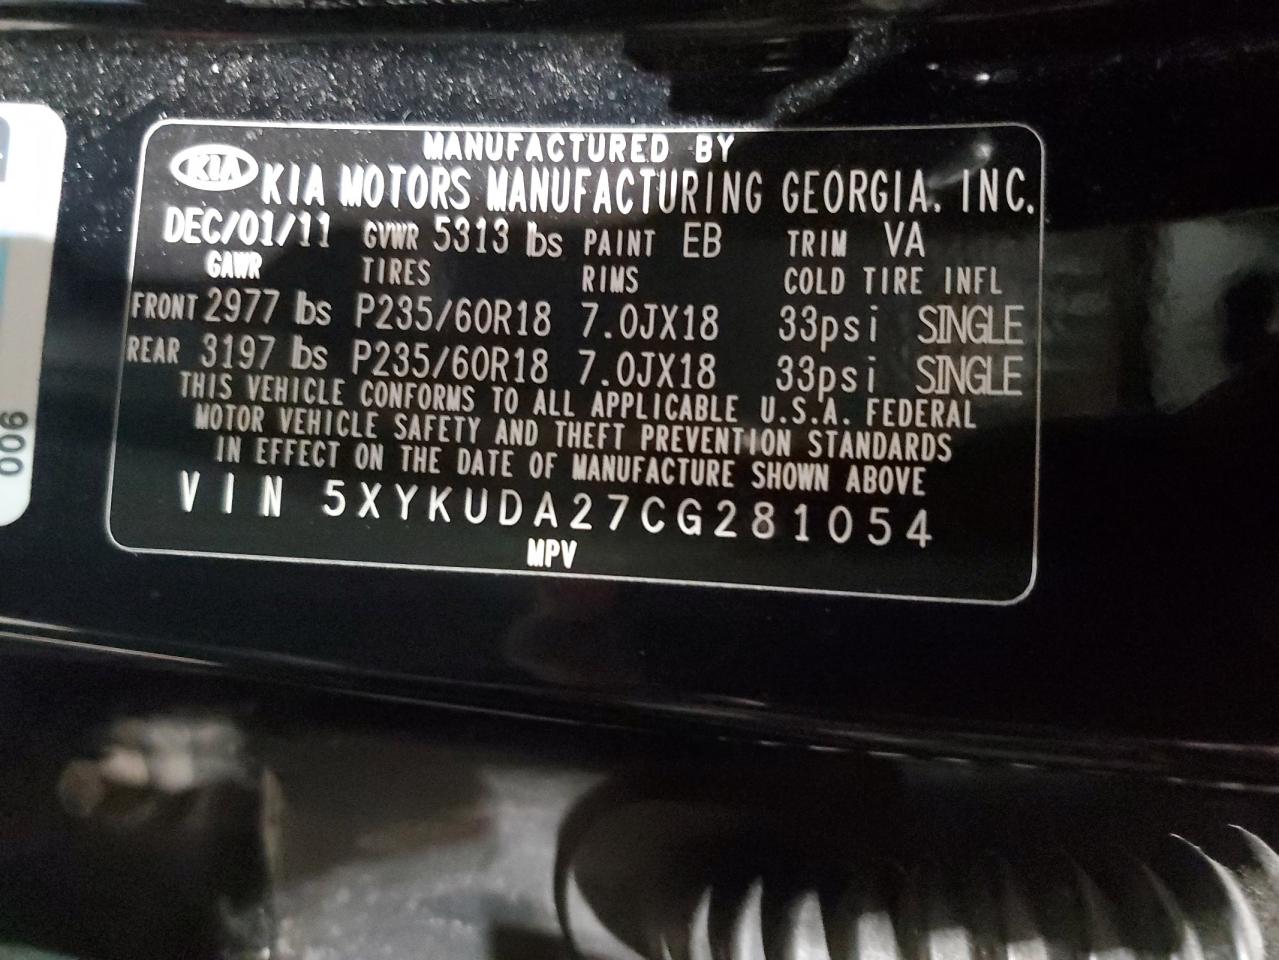 MANUFACTURED BY
KIA KIA MOTORS MANUFACTURING GEORGIA, INC.
DEC/01/11 GVWR 5313 lbs PAINT EB TRIM VA
GAWR TIRES RIMS COLD TIRE INFL
FRONT 2977 lbs P235/60R18 7.0JX18 33psi SINGLE
REAR 3197 lbs P235/60R18 7.0JX18 33psi SINGLE
THIS VEHICLE CONFORMS TO ALL APPLICABLE U.S.A. FEDERAL
MOTOR VEHICLE SAFETY AND THEFT PREVENTION STANDARDS
IN EFFECT ON THE DATE OF MANUFACTURE SHOWN ABOVE
VIN 5XYKUDA27CG281054
MPV
006